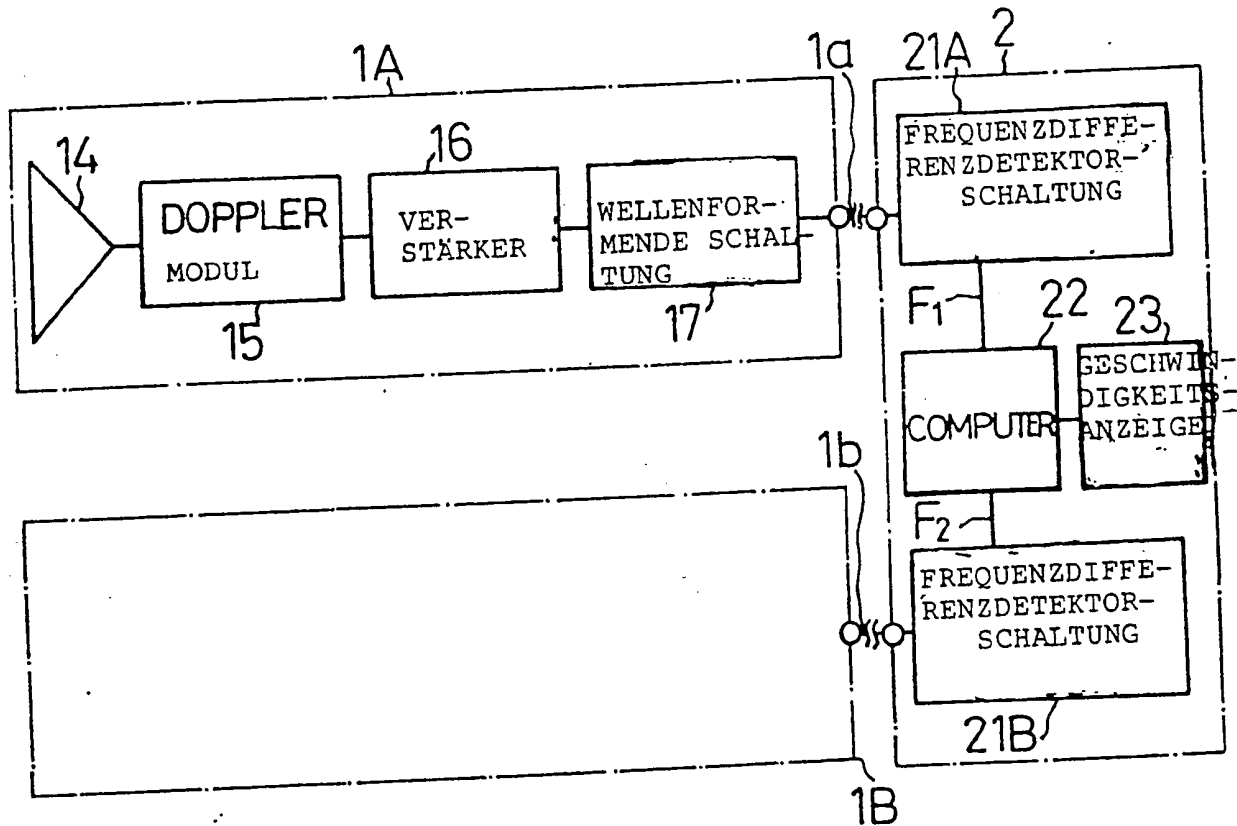 1A
1a
21A
2
14
16
DOPPLER
MODUL
VER-
STÄRKER
WELLENFOR-
MENDE SCHAL-
TUNG
15
17
FREQUENZDIFFE-
RENZDETEKTOR-
SCHALTUNG
F1
22
23
COMPUTER
GESCHWIN-
DIGKEITS-
ANZEIGE
1b
F2
FREQUENZDIFFE-
RENZDETEKTOR-
SCHALTUNG
21B
1B